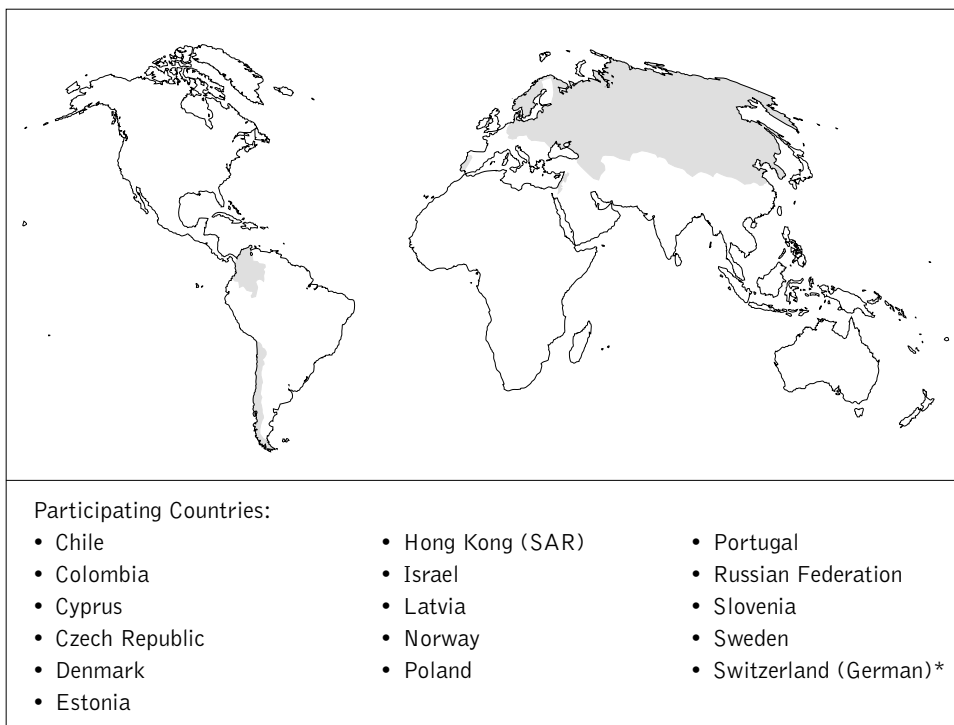 Participating Countries:
• Chile
• Colombia
• Cyprus
• Czech Republic
• Denmark
• Estonia
• Hong Kong (SAR)
• Israel
• Latvia
• Norway
• Poland
• Portugal
• Russian Federation
• Slovenia
• Sweden
• Switzerland (German)*